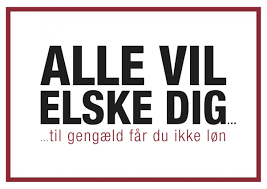 ALLE VIL
ELSKE DIG...
...til gengæld får du ikke løn